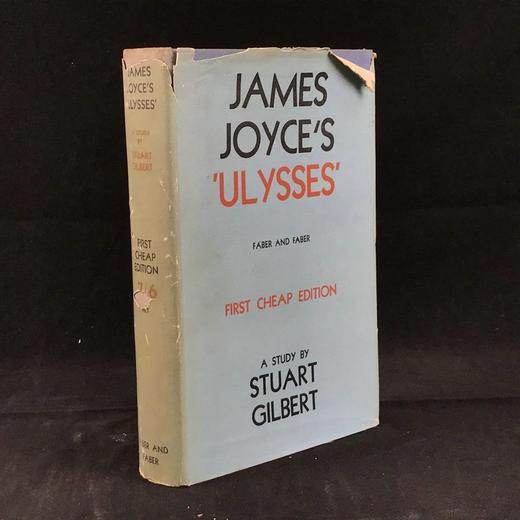 JAMES
JOYCE'S
'ULYSSES'
A STUDY
BY
STUART
GILBERT
FIRST
CHEAP
EDITION
7/6
NET
AND
FABER
JAMES
JOYCE'S
'ULYSSES'
FABER AND FABER
FIRST CHEAP EDITION
A STUDY BY
STUART
GILBERT